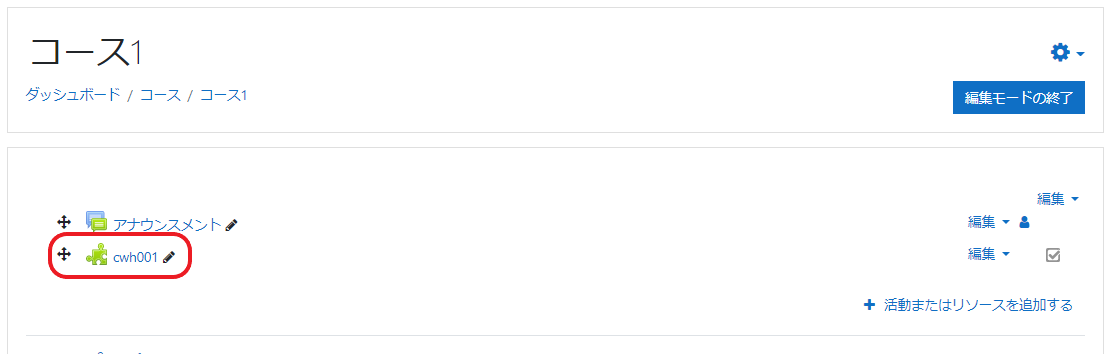 コース1
ダッシュボード / コース / コース1
編集モードの終了
編集
アナウンスメント 編集
cwh001 編集
活動またはリソースを追加する